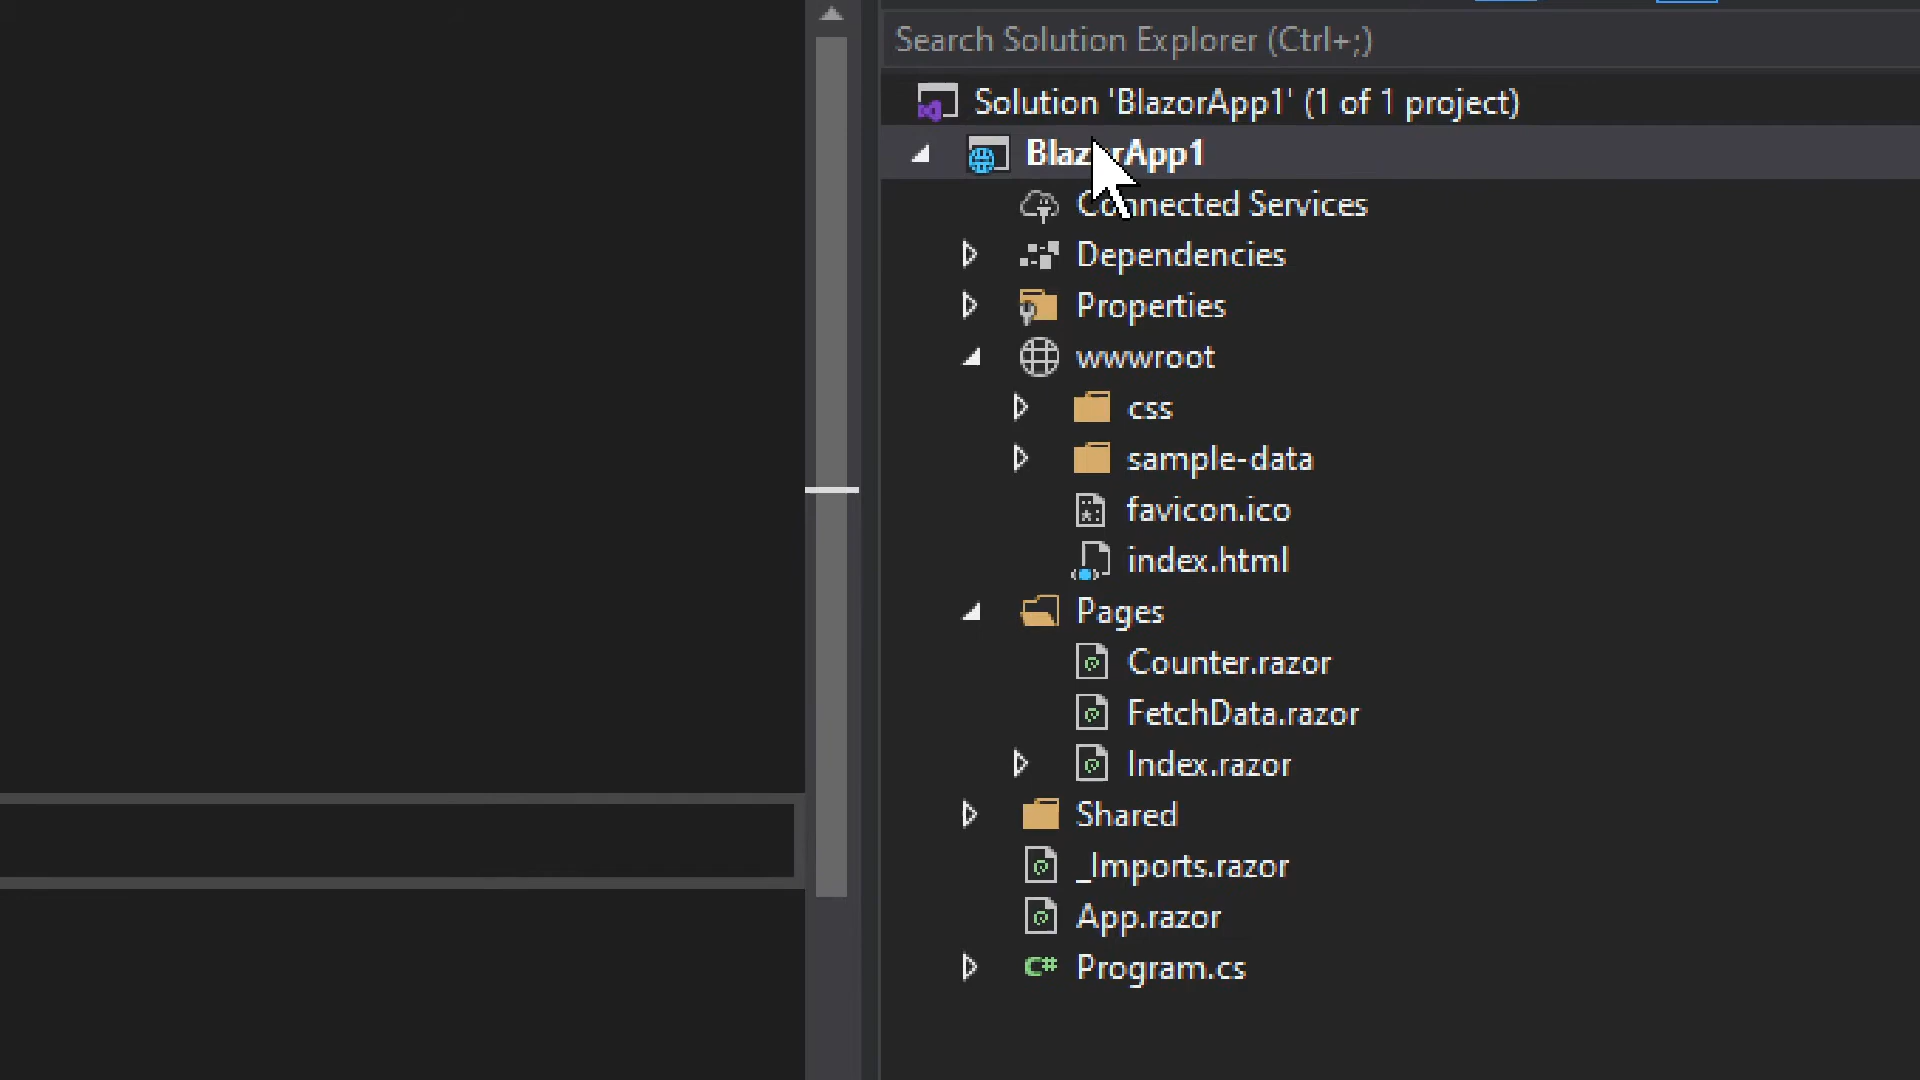 Search Solution Explorer (Ctrl+;)
Solution 'BlazorApp1' (1 of 1 project)
BlazorApp1
Connected Services
Dependencies
Properties
wwwroot
css
sample-data
favicon.ico
index.html
Pages
Counter.razor
FetchData.razor
Index.razor
Shared
_Imports.razor
App.razor
C# Program.cs